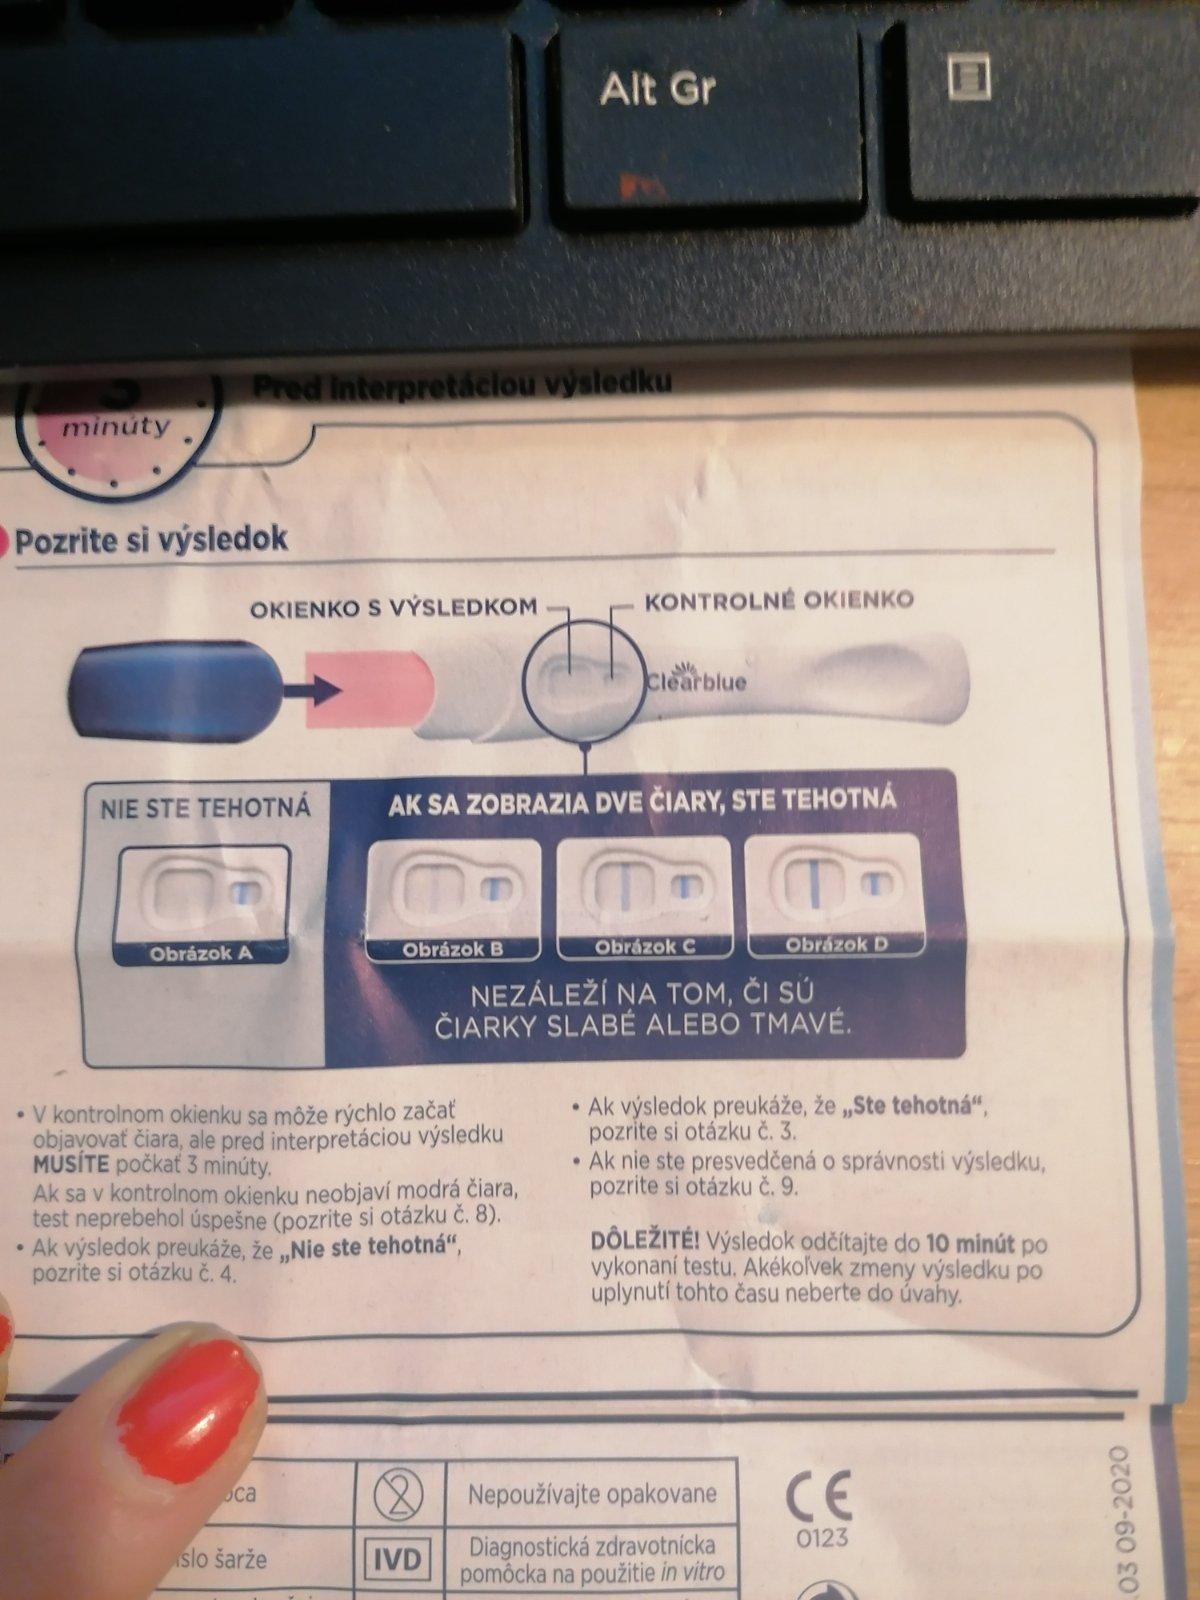 Alt Gr
3
minúty
Pred interpretáciou výsledku
Pozrite si výsledok
OKIENKO S VÝSLEDKOM
KONTROLNÉ OKIENKO
Clearblue
NIE STE TEHOTNÁ
AK SA ZOBRAZIA DVE ČIARY, STE TEHOTNÁ
Obrázok A
Obrázok B
Obrázok C
Obrázok D
NEZÁLEŽÍ NA TOM, ČI SÚ
ČIARKY SLABÉ ALEBO TMAVÉ.
• V kontrolnom okienku sa môže rýchlo začať
objavovať čiara, ale pred interpretáciou výsledku
MUSÍTE počkať 3 minúty.
Ak sa v kontrolnom okienku neobjaví modrá čiara,
test neprebehol úspešne (pozrite si otázku č. 8).
• Ak výsledok preukáže, že „Nie ste tehotná“,
pozrite si otázku č. 4.
• Ak výsledok preukáže, že „Ste tehotná“,
pozrite si otázku č. 3.
• Ak nie ste presvedčená o správnosti výsledku,
pozrite si otázku č. 9.
DÔLEŽITÉ! Výsledok odčítajte do 10 minút po
vykonaní testu. Akékoľvek zmeny výsledku po
uplynutí tohto času neberte do úvahy.
2
Nepoužívajte opakovane
šarže
IVD
Diagnostická zdravotnícka
pomôcka na použitie in vitro
CE
0123
.03 09-2020